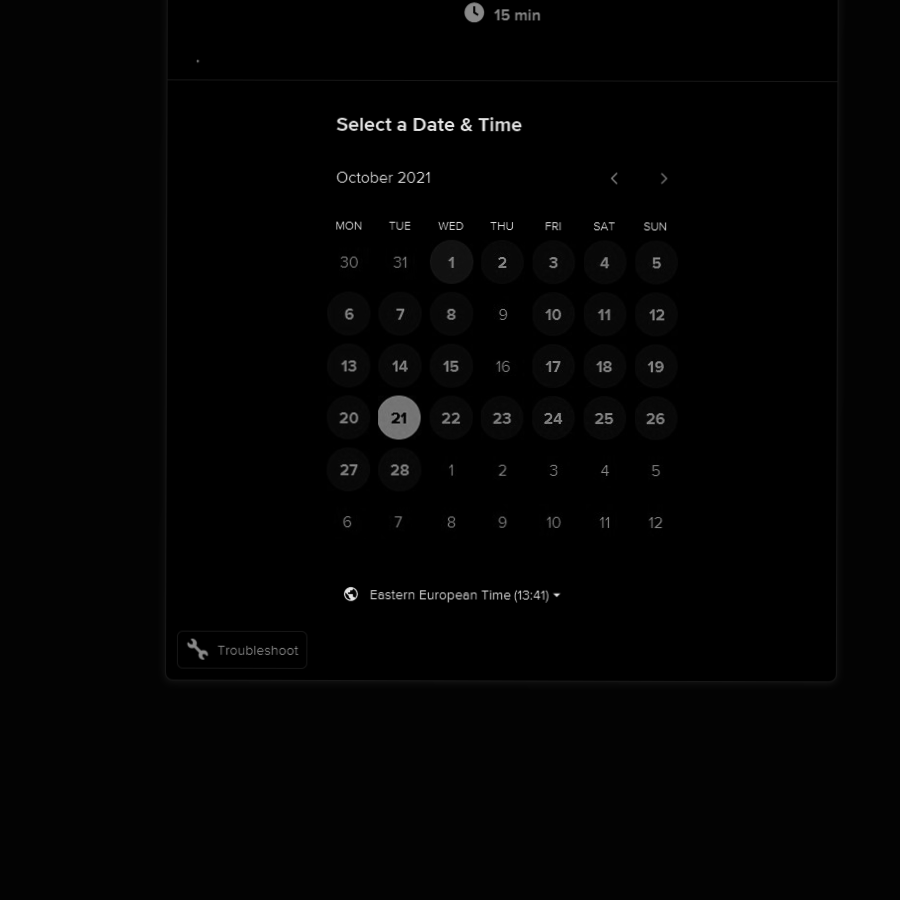 15 min
.
Select a Date & Time
October 2021
MON TUE WED THU FRI SAT SUN
30 31 1 2 3 4 5
6 7 8 9 10 11 12
13 14 15 16 17 18 19
20 21 22 23 24 25 26
27 28 1 2 3 4 5
6 7 8 9 10 11 12
Eastern European Time (13:41)
Troubleshoot